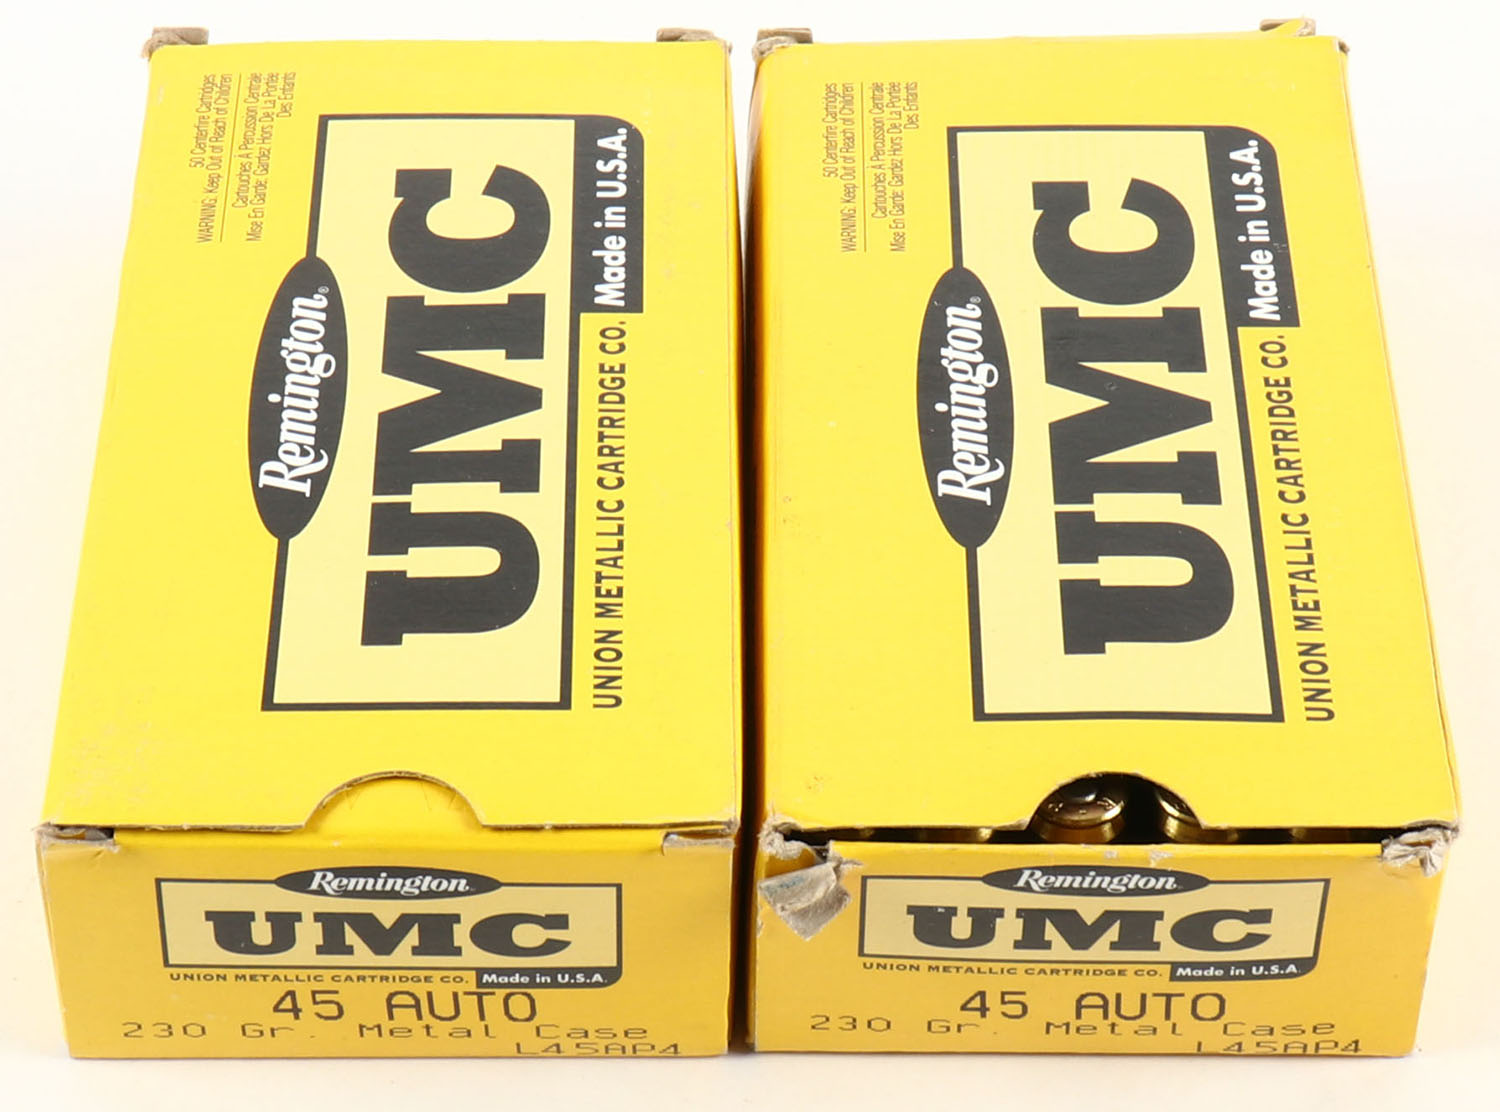 50 Centerfire Cartridges
WARNING: Keep Out of Reach of Children
Cartouches À Percussion Centrale
Mise En Garde: Gardez Hors De La Portée
Des Enfants
Remington®
UMC
UNION METALLIC CARTRIDGE CO. Made in U.S.A.
Remington
UMC
UNION METALLIC CARTRIDGE CO. Made in U.S.A.
45 AUTO
230 Gr. Metal Case
L45AP4
50 Centerfire Cartridges
WARNING: Keep Out of Reach of Children
Cartouches À Percussion Centrale
Mise En Garde: Gardez Hors De La Portée
Des Enfants
Remington®
UMC
UNION METALLIC CARTRIDGE CO. Made in U.S.A.
Remington
UMC
UNION METALLIC CARTRIDGE CO. Made in U.S.A.
45 AUTO
230 Gr. Metal Case
L45AP4